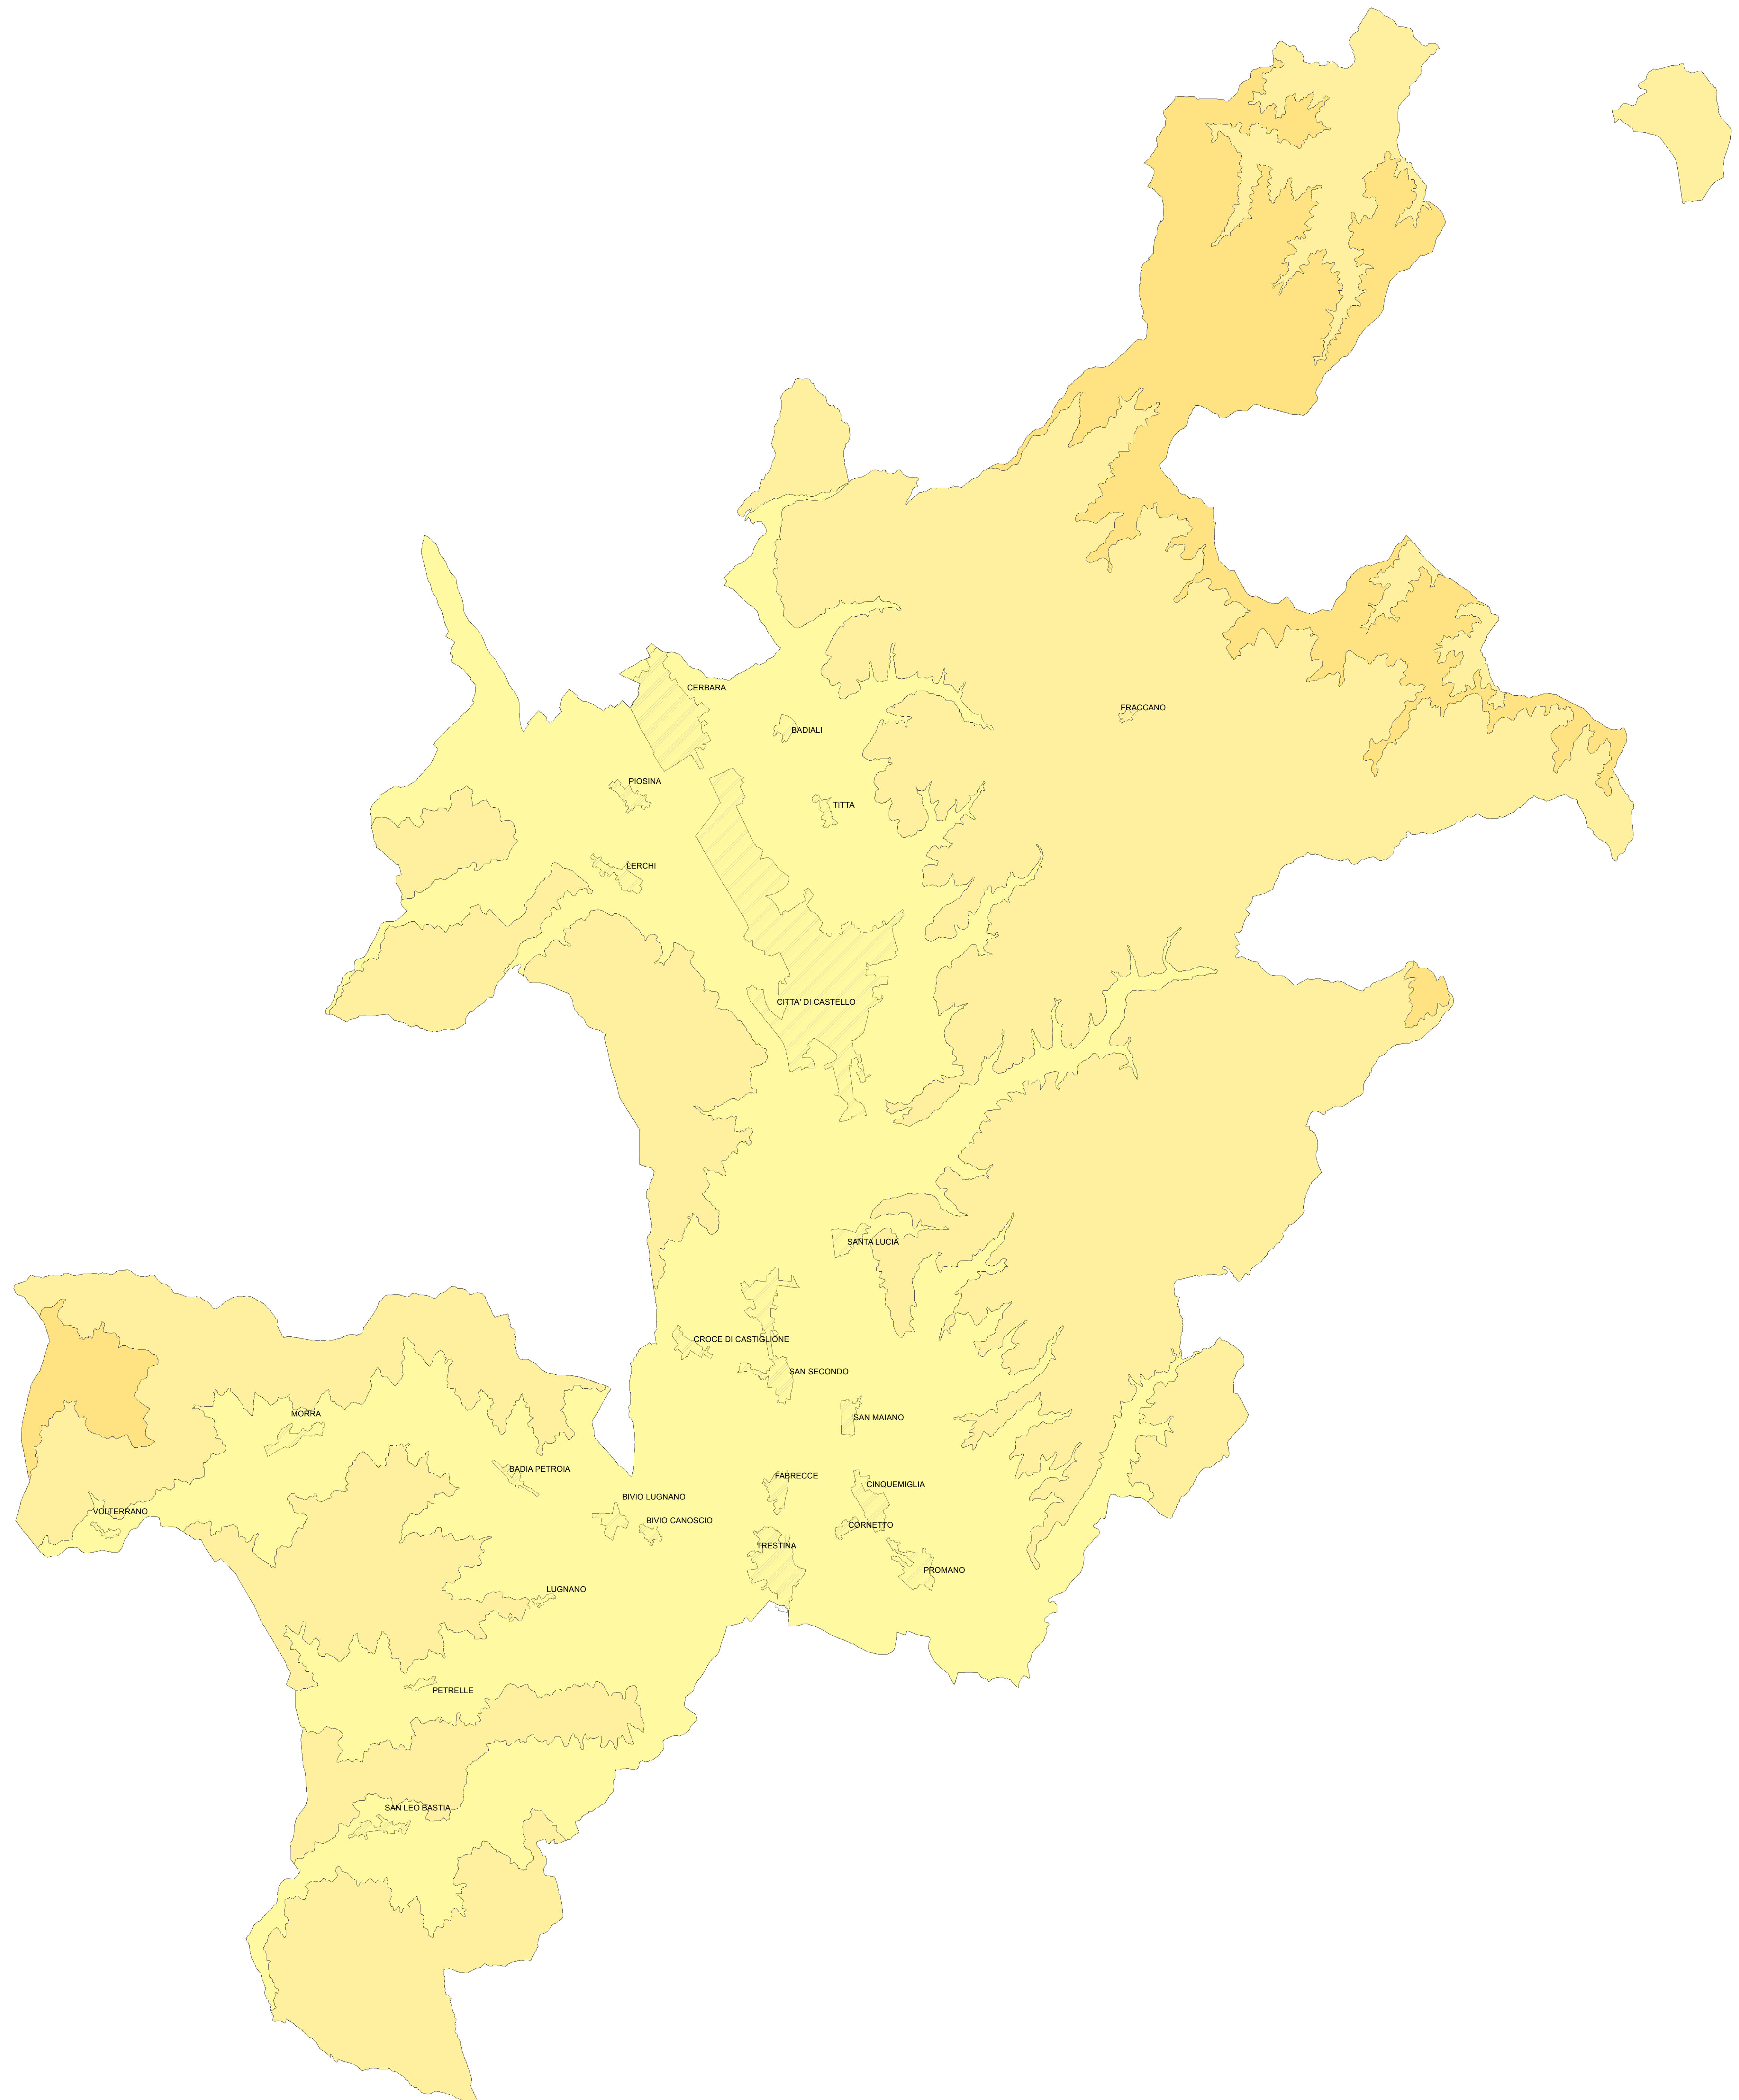 CERBARA
FRACCANO
BADIALI
PIOSINA
TITTA
LERCHI
CITTA' DI CASTELLO
SANTA LUCIA
CROCE DI CASTIGLIONE
SAN SECONDO
MORRA
SAN MAIANO
BADIA PETROIA
FABRECCE
CINQUEMIGLIA
BIVIO LUGNANO
VOLTERRANO
BIVIO CANOSCIO
CORNETTO
TRESTINA
PROMANO
LUGNANO
PETRELLE
SAN LEO BASTIA